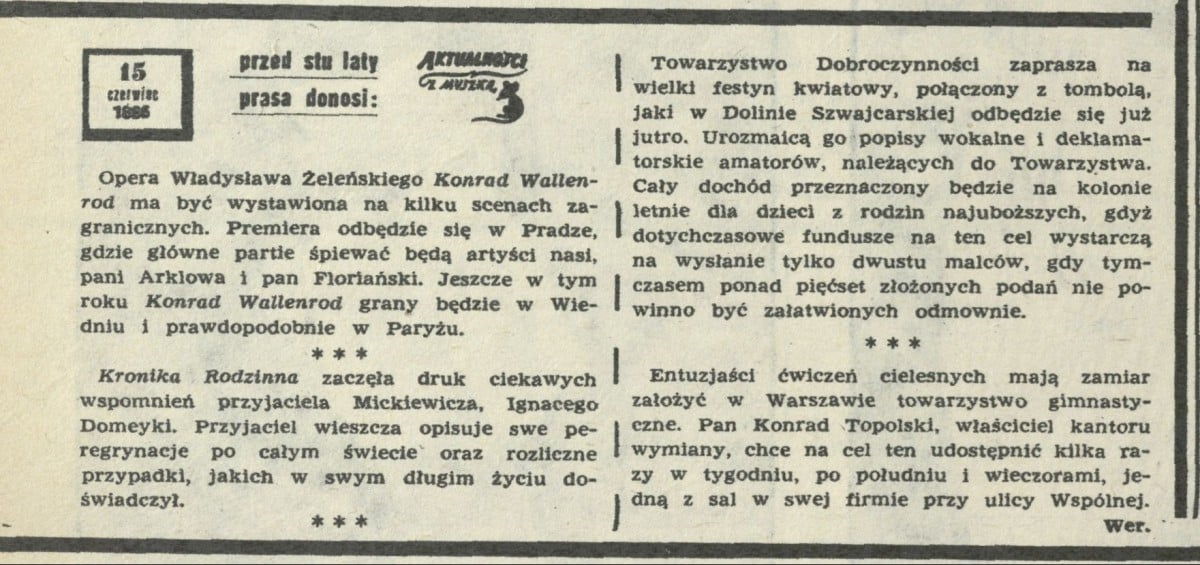 15
czerwiec
1886
przed stu laty
prasa donosi:
AKTUALNOŚCI
Z MUSZKĄ
Opera Władysława Żeleńskiego Konrad Wallen-
rod ma być wystawiona na kilku scenach za-
granicznych. Premiera odbędzie się w Pradze,
gdzie główne partie śpiewać będą artyści nasi,
pani Arklowa i pan Floriański. Jeszcze w tym
roku Konrad Wallenrod grany będzie w Wie-
dniu i prawdopodobnie w Paryżu.
* * *
Kronika Rodzinna zaczęła druk ciekawych
wspomnień przyjaciela Mickiewicza, Ignacego
Domeyki. Przyjaciel wieszcza opisuje swe pe-
regrynacje po całym świecie oraz rozliczne
przypadki, jakich w swym długim życiu do-
świadczył.
* * *
Towarzystwo Dobroczynności zaprasza na
wielki festyn kwiatowy, połączony z tombolą,
jaki w Dolinie Szwajcarskiej odbędzie się już
jutro. Urozmaicą go popisy wokalne i deklama-
torskie amatorów, należących do Towarzystwa.
Cały dochód przeznaczony będzie na kolonie
letnie dla dzieci z rodzin najuboższych, gdyż
dotychczasowe fundusze na ten cel wystarczą
na wysłanie tylko dwustu malców, gdy tym-
czasem ponad pięćset złożonych podań nie po-
winno być załatwionych odmownie.
* * *
Entuzjaści ćwiczeń cielesnych mają zamiar
założyć w Warszawie towarzystwo gimnasty-
czne. Pan Konrad Topolski, właściciel kantoru
wymiany, chce na cel ten udostępnić kilka ra-
zy w tygodniu, po południu i wieczorami, je-
dną z sal w swej firmie przy ulicy Wspólnej.
Wer.